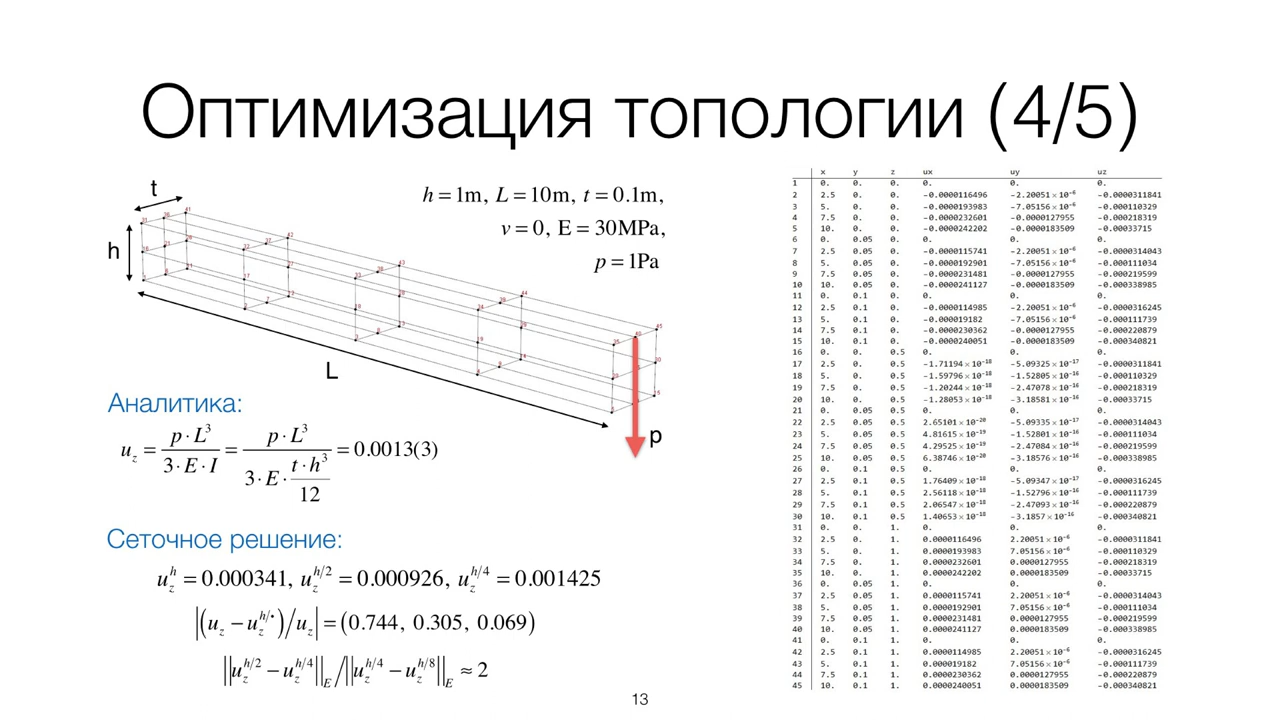 Оптимизация топологии (4/5)
t
h
L
p
h = 1m, L = 10m, t = 0.1m,
ν = 0, E = 30MPa,
p = 1Pa
Аналитика:
u_z = p · L³ / (3 · E · I) = p · L³ / (3 · E · (t · h³ / 12)) = 0.0013(3)
Сеточное решение:
u_z^h = 0.000341, u_z^{h/2} = 0.000926, u_z^{h/4} = 0.001425
|(u_z − u_z^{h/•}) / u_z| = (0.744, 0.305, 0.069)
||u_z^{h/2} − u_z^{h/4}||_E / ||u_z^{h/4} − u_z^{h/8}||_E ≈ 2
x y z ux uy uz
1 0. 0. 0. 0. 0. 0.
2 2.5 0. 0. -0.0000116496 -2.20051×10⁻⁶ -0.0000311841
3 5. 0. 0. -0.0000193983 -7.05156×10⁻⁶ -0.000110329
4 7.5 0. 0. -0.0000232601 -0.0000127955 -0.000218319
5 10. 0. 0. -0.0000242202 -0.0000183509 -0.00033715
6 0. 0.05 0. 0. 0. 0.
7 2.5 0.05 0. -0.0000115741 -2.20051×10⁻⁶ -0.0000314043
8 5. 0.05 0. -0.0000192901 -7.05156×10⁻⁶ -0.000111034
9 7.5 0.05 0. -0.0000231481 -0.0000127955 -0.000219599
10 10. 0.05 0. -0.0000241127 -0.0000183509 -0.000338985
11 0. 0.1 0. 0. 0. 0.
12 2.5 0.1 0. -0.0000114985 -2.20051×10⁻⁶ -0.0000316245
13 5. 0.1 0. -0.000019182 -7.05156×10⁻⁶ -0.000111739
14 7.5 0.1 0. -0.0000230362 -0.0000127955 -0.000220879
15 10. 0.1 0. -0.0000240051 -0.0000183509 -0.000340821
16 0. 0. 0.5 0. 0. 0.
17 2.5 0. 0.5 -1.71194×10⁻¹⁸ -5.09325×10⁻¹⁷ -0.0000311841
18 5. 0. 0.5 -1.59796×10⁻¹⁸ -1.52805×10⁻¹⁶ -0.000110329
19 7.5 0. 0.5 -1.20244×10⁻¹⁸ -2.47078×10⁻¹⁶ -0.000218319
20 10. 0. 0.5 -1.28053×10⁻¹⁸ -3.18581×10⁻¹⁶ -0.00033715
21 0. 0.05 0.5 0. 0. 0.
22 2.5 0.05 0.5 2.65101×10⁻²⁰ -5.09335×10⁻¹⁷ -0.0000314043
23 5. 0.05 0.5 4.81615×10⁻¹⁹ -1.52801×10⁻¹⁶ -0.000111034
24 7.5 0.05 0.5 4.29525×10⁻¹⁹ -2.47084×10⁻¹⁶ -0.000219599
25 10. 0.05 0.5 6.38746×10⁻²⁰ -3.18576×10⁻¹⁶ -0.000338985
26 0. 0.1 0.5 0. 0. 0.
27 2.5 0.1 0.5 1.76409×10⁻¹⁸ -5.09347×10⁻¹⁷ -0.0000316245
28 5. 0.1 0.5 2.56118×10⁻¹⁸ -1.52796×10⁻¹⁶ -0.000111739
29 7.5 0.1 0.5 2.06547×10⁻¹⁸ -2.47093×10⁻¹⁶ -0.000220879
30 10. 0.1 0.5 1.40653×10⁻¹⁸ -3.1857×10⁻¹⁶ -0.000340821
31 0. 0. 1. 0. 0. 0.
32 2.5 0. 1. 0.0000116496 2.20051×10⁻⁶ -0.0000311841
33 5. 0. 1. 0.0000193983 7.05156×10⁻⁶ -0.000110329
34 7.5 0. 1. 0.0000232601 0.0000127955 -0.000218319
35 10. 0. 1. 0.0000242202 0.0000183509 -0.00033715
36 0. 0.05 1. 0. 0. 0.
37 2.5 0.05 1. 0.0000115741 2.20051×10⁻⁶ -0.0000314043
38 5. 0.05 1. 0.0000192901 7.05156×10⁻⁶ -0.000111034
39 7.5 0.05 1. 0.0000231481 0.0000127955 -0.000219599
40 10. 0.05 1. 0.0000241127 0.0000183509 -0.000338985
41 0. 0.1 1. 0. 0. 0.
42 2.5 0.1 1. 0.0000114985 2.20051×10⁻⁶ -0.0000316245
43 5. 0.1 1. 0.000019182 7.05156×10⁻⁶ -0.000111739
44 7.5 0.1 1. 0.0000230362 0.0000127955 -0.000220879
45 10. 0.1 1. 0.0000240051 0.0000183509 -0.000340821
13